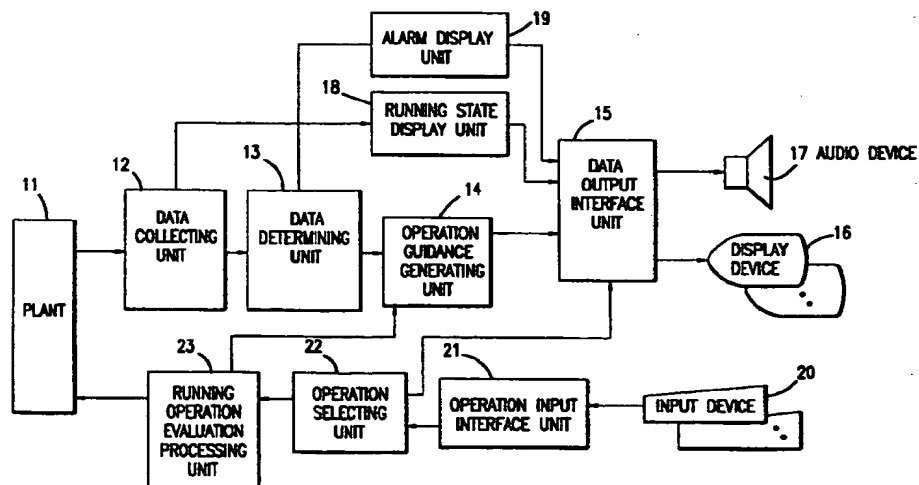 19
ALARM DISPLAY
UNIT
18
RUNNING STATE
DISPLAY UNIT
15
DATA
OUTPUT
INTERFACE
UNIT
17 AUDIO DEVICE
11
PLANT
12
DATA
COLLECTING
UNIT
13
DATA
DETERMINING
UNIT
14
OPERATION
GUIDANCE
GENERATING
UNIT
16
DISPLAY
DEVICE
23
RUNNING
OPERATION
EVALUATION
PROCESSING
UNIT
22
OPERATION
SELECTING
UNIT
21
OPERATION INPUT
INTERFACE UNIT
20
INPUT DEVICE